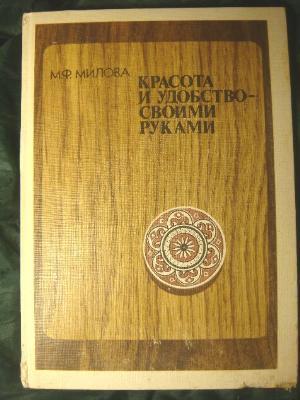 М.Ф. МИЛОВА
КРАСОТА
И УДОБСТВО-
СВОИМИ
РУКАМИ